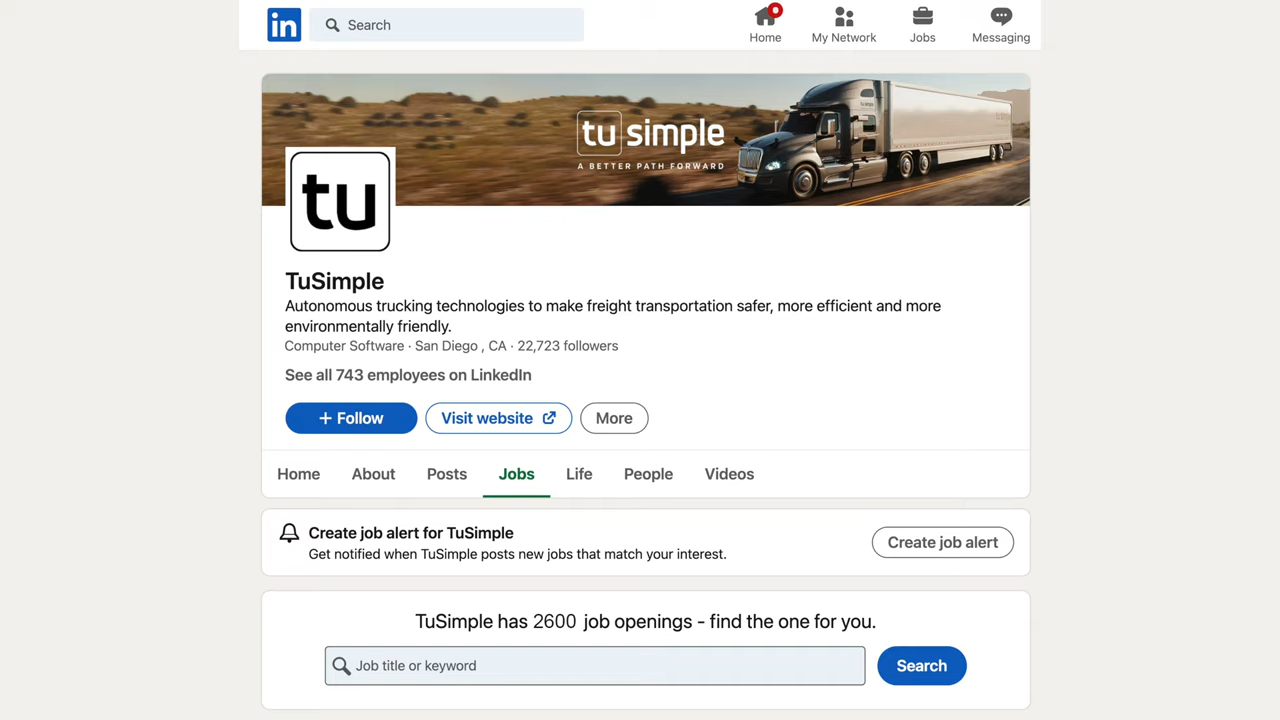 in
Search
Home
My Network
Jobs
Messaging
tu simple
A BETTER PATH FORWARD
tu
TuSimple
Autonomous trucking technologies to make freight transportation safer, more efficient and more
environmentally friendly.
Computer Software · San Diego , CA · 22,723 followers
See all 743 employees on LinkedIn
+ Follow
Visit website
More
Home
About
Posts
Jobs
Life
People
Videos
Create job alert for TuSimple
Get notified when TuSimple posts new jobs that match your interest.
Create job alert
TuSimple has 2600 job openings - find the one for you.
Job title or keyword
Search